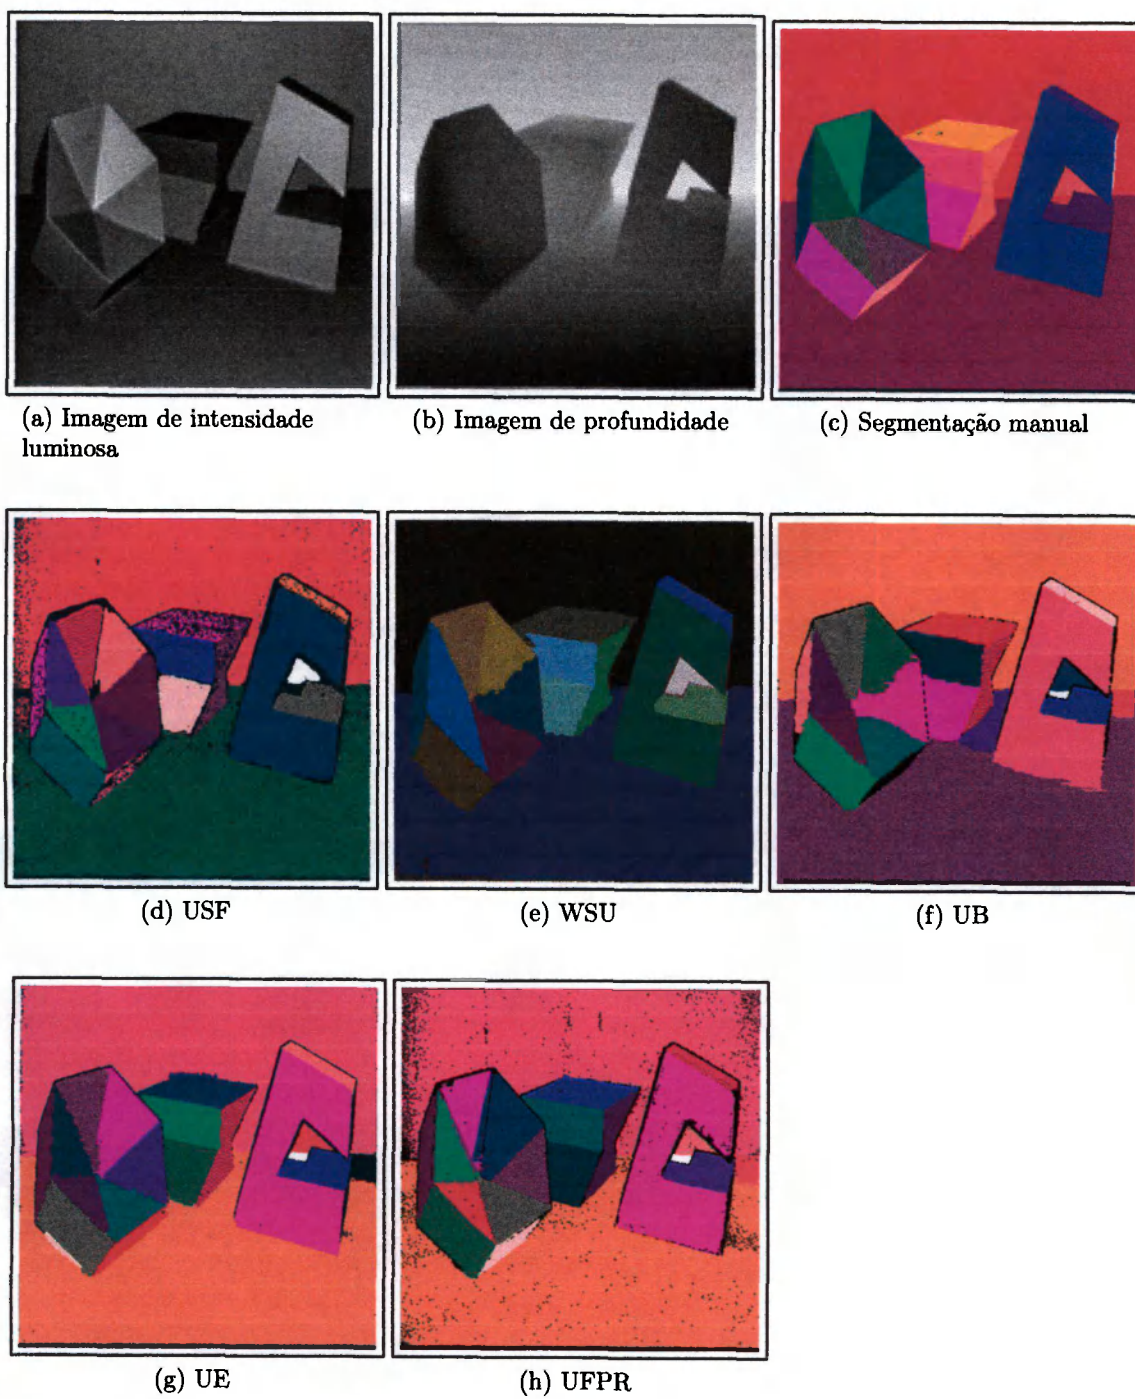 (a) Imagem de intensidade
luminosa
(b) Imagem de profundidade
(c) Segmentação manual
(d) USF
(e) WSU
(f) UB
(g) UE
(h) UFPR